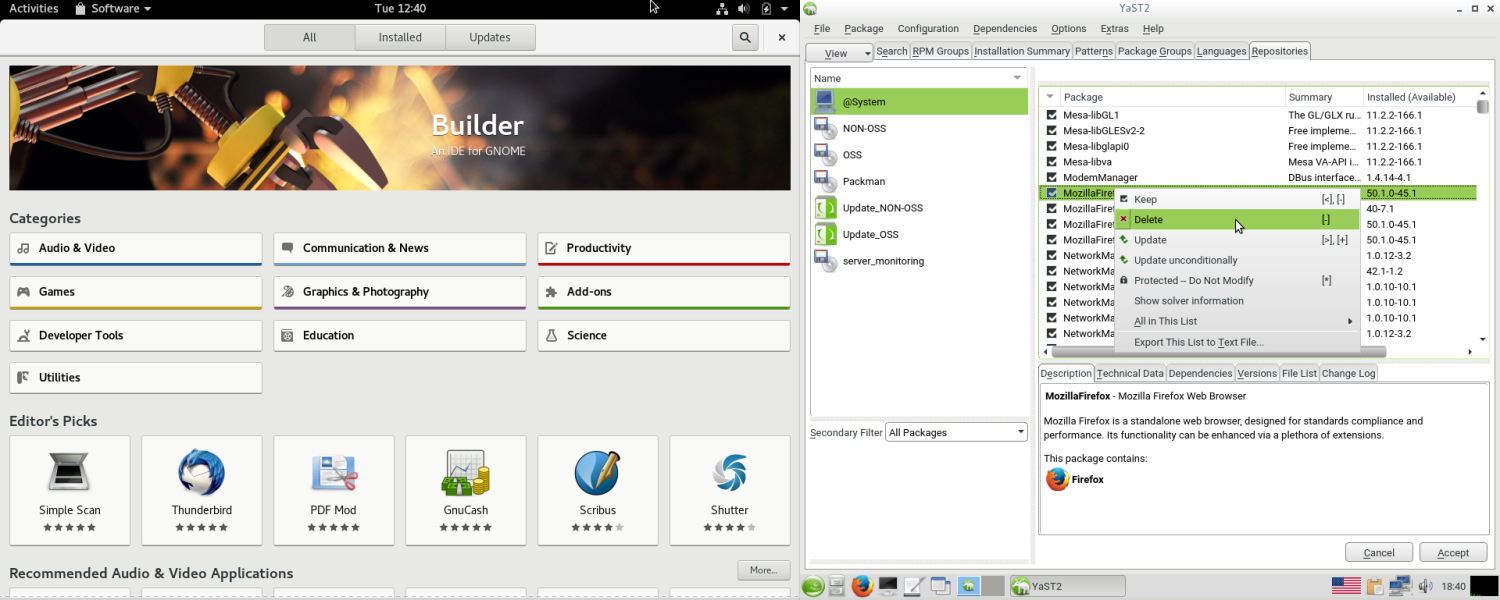 Activities Software Tue 12:40
All Installed Updates
Builder
An IDE for GNOME
Categories
Audio & Video Communication & News Productivity
Games Graphics & Photography Add-ons
Developer Tools Education Science
Utilities
Editor's Picks
Simple Scan Thunderbird PDF Mod GnuCash Scribus Shutter
Recommended Audio & Video Applications More...
YaST2
File Package Configuration Dependencies Options Extras Help
View Search RPM Groups Installation Summary Patterns Package Groups Languages Repositories
Name
@System
NON-OSS
OSS
Packman
Update_NON-OSS
Update_OSS
server_monitoring
Secondary Filter All Packages
Package Summary Installed (Available)
Mesa-libGL1 The GL/GLX ru... 11.2.2-166.1
Mesa-libGLESv2-2 Free impleme... 11.2.2-166.1
Mesa-libglapi0 Free impleme... 11.2.2-166.1
Mesa-libva Mesa VA-API i... 11.2.2-166.1
ModemManager DBus interface... 1.4.14-4.1
MozillaFiref 50.1.0-45.1
MozillaFiref 40-7.1
MozillaFiref 50.1.0-45.1
MozillaFiref 50.1.0-45.1
NetworkMa 1.0.12-3.2
NetworkMa 42.1-1.2
NetworkMa 1.0.10-10.1
NetworkMa 1.0.10-10.1
NetworkMa 1.0.10-10.1
NetworkMa 1.0.12-3.2
Keep [<], [-]
Delete [-]
Update [>], [+]
Update unconditionally
Protected -- Do Not Modify [*]
Show solver information
All in This List
Export This List to Text File...
Description Technical Data Dependencies Versions File List Change Log
MozillaFirefox - Mozilla Firefox Web Browser
Mozilla Firefox is a standalone web browser, designed for standards compliance and
performance. Its functionality can be enhanced via a plethora of extensions.
This package contains:
Firefox
Cancel Accept
YaST2 18:40